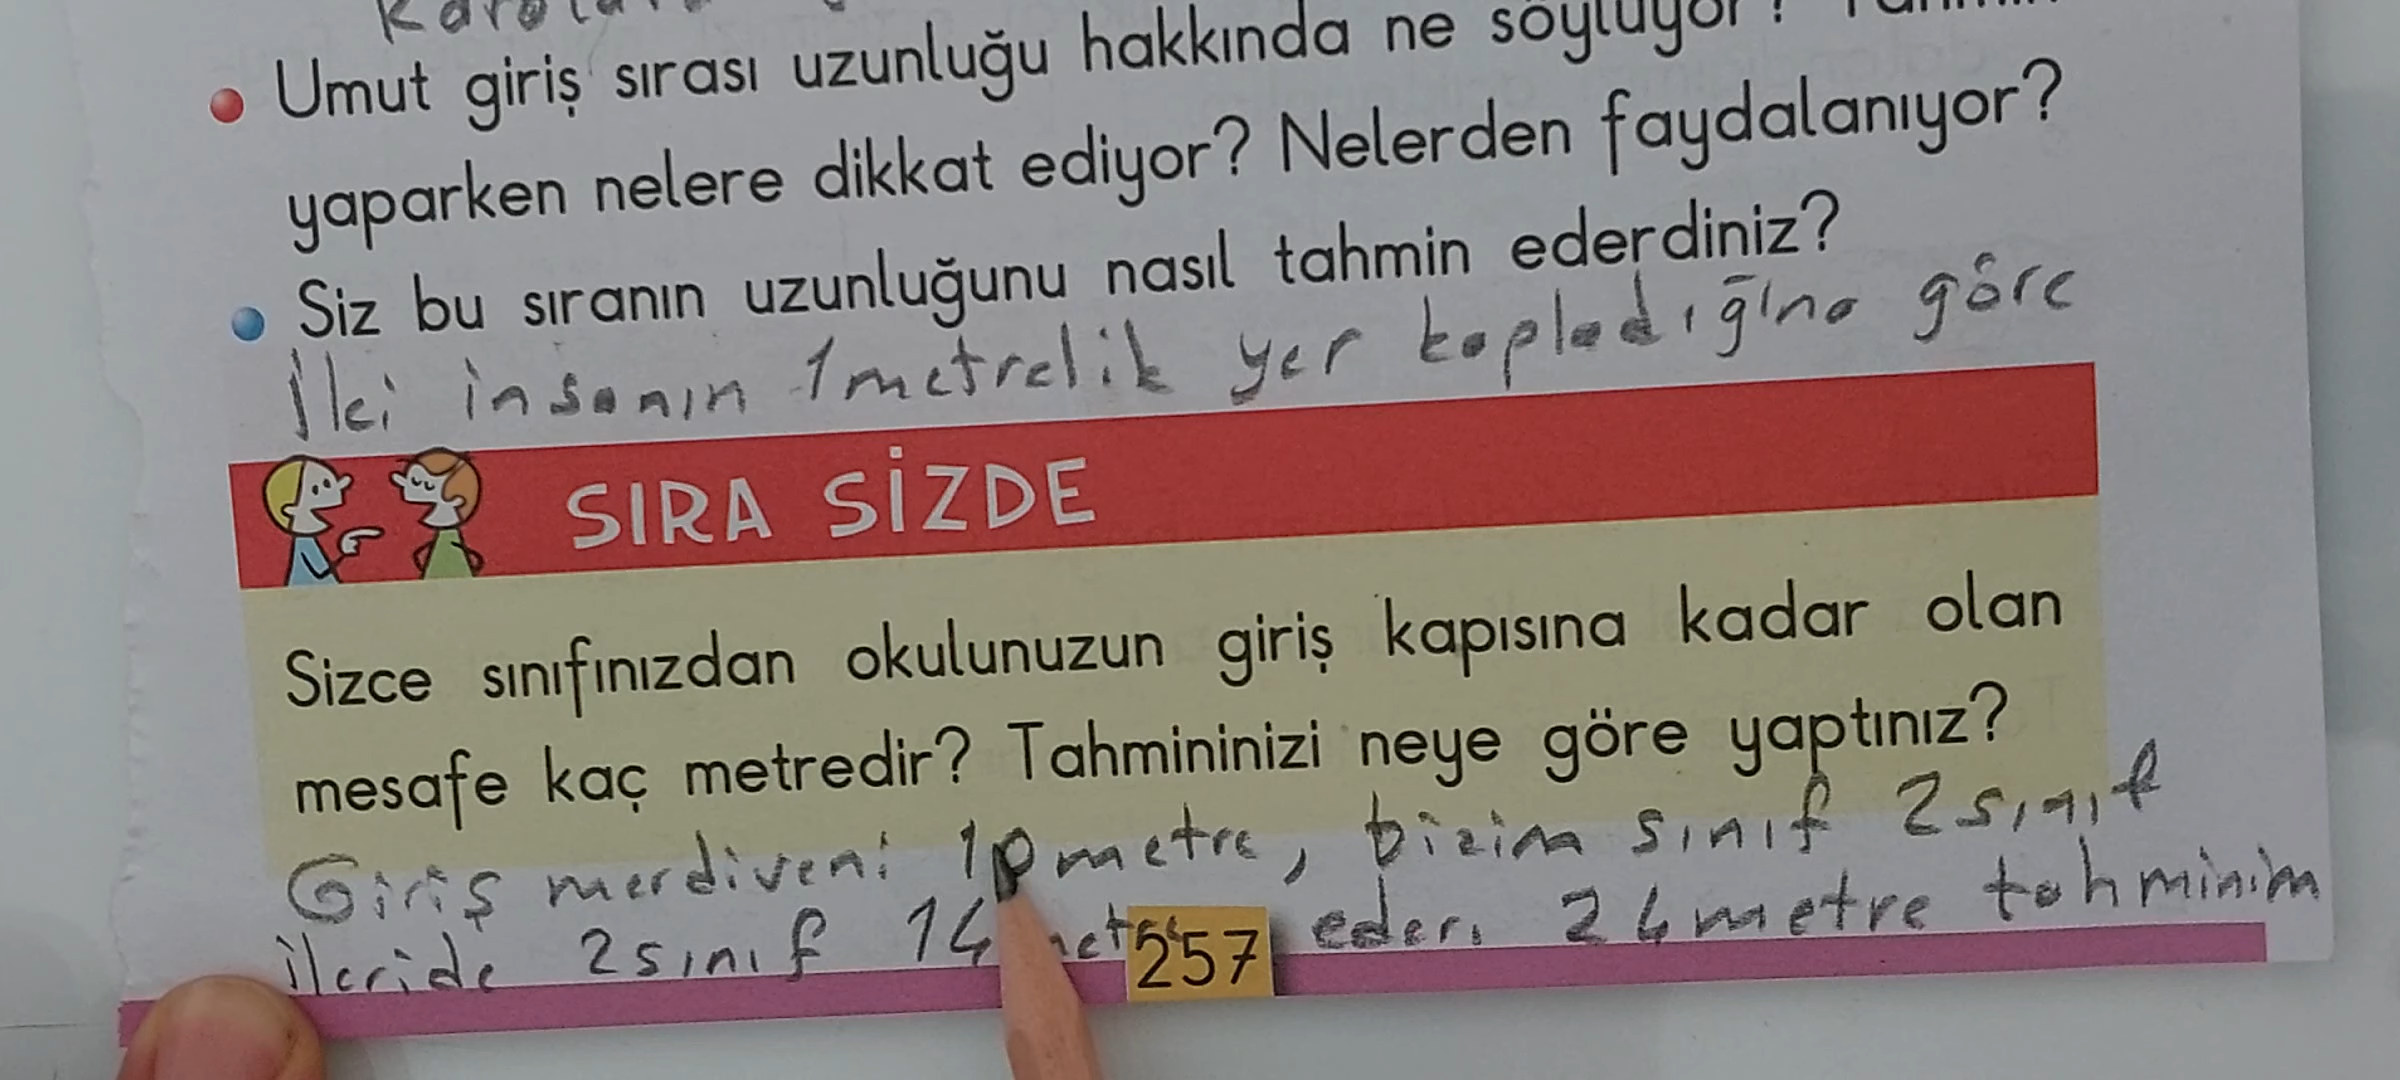 Umut giriş sırası uzunluğu hakkında ne söylüyor?
yaparken nelere dikkat ediyor? Nelerden faydalanıyor?
Siz bu sıranın uzunluğunu nasıl tahmin ederdiniz?
İki insanın 1 metrelik yer kapladığına göre
SIRA SİZDE
Sizce sınıfınızdan okulunuzun giriş kapısına kadar olan
mesafe kaç metredir? Tahmininizi neye göre yaptınız?
Giriş merdiveni 10 metre, bizim sınıf 2 sınıf
ileride 2 sınıf 14 eder. 24 metre tahminim
257